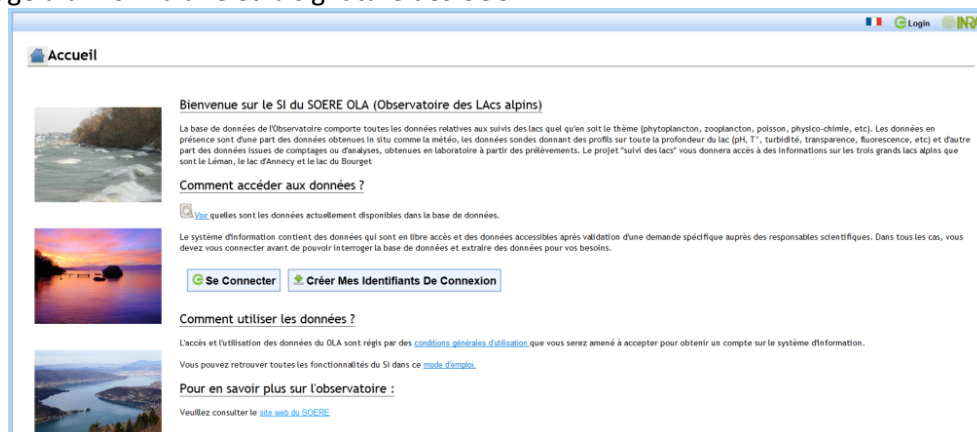 Login INRA
Accueil
Bienvenue sur le SI du SOERE OLA (Observatoire des LAcs alpins)
La base de données de l'Observatoire comporte toutes les données relatives aux suivis des lacs quel qu'en soit le thème (phytoplancton, zooplancton, poisson, physico-chimie, etc). Les données en
présence sont d'une part des données obtenues in situ comme la météo, les données sondes donnant des profils sur toute la profondeur du lac (pH, T°, turbidité, transparence, fluorescence, etc) et d'autre
part des données issues de comptages ou d'analyses, obtenues en laboratoire à partir des prélèvements. Le projet "suivi des lacs" vous donnera accès à des informations sur les trois grands lacs alpins que
sont le Léman, le lac d'Annecy et le lac du Bourget
Comment accéder aux données ?
Voir quelles sont les données actuellement disponibles dans la base de données.
Le système d'information contient des données qui sont en libre accès et des données accessibles après validation d'une demande spécifique auprès des responsables scientifiques. Dans tous les cas, vous
devez vous connecter avant de pouvoir interroger la base de données et extraire des données pour vos besoins.
Se Connecter Créer Mes Identifiants De Connexion
Comment utiliser les données ?
L'accès et l'utilisation des données du OLA sont régis par des conditions générales d'utilisation que vous serez amené à accepter pour obtenir un compte sur le système d'information.
Vous pouvez retrouver toutes les fonctionnalités du SI dans ce mode d'emploi.
Pour en savoir plus sur l'observatoire :
Veuillez consulter le site web du SOERE